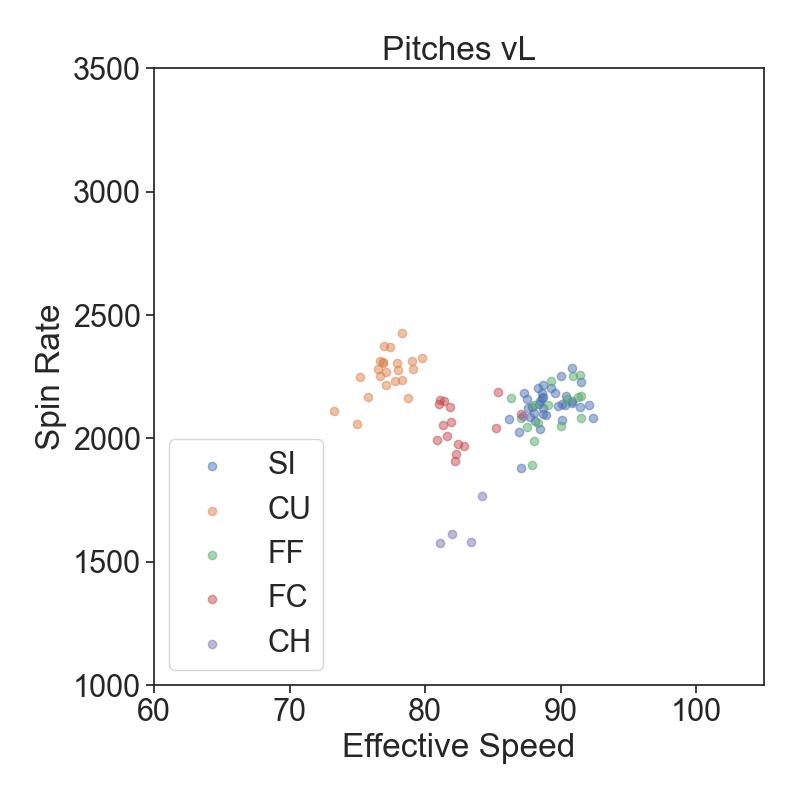 Pitches vL
3500
3000
2500
2000
1500
1000
Spin Rate
SI
CU
FF
FC
CH
60 70 80 90 100
Effective Speed